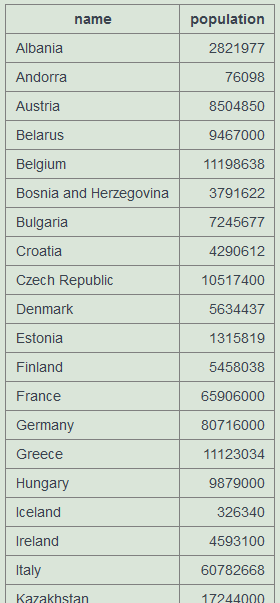 name population
Albania 2821977
Andorra 76098
Austria 8504850
Belarus 9467000
Belgium 11198638
Bosnia and Herzegovina 3791622
Bulgaria 7245677
Croatia 4290612
Czech Republic 10517400
Denmark 5634437
Estonia 1315819
Finland 5458038
France 65906000
Germany 80716000
Greece 11123034
Hungary 9879000
Iceland 326340
Ireland 4593100
Italy 60782668
Kazakhstan 17244000